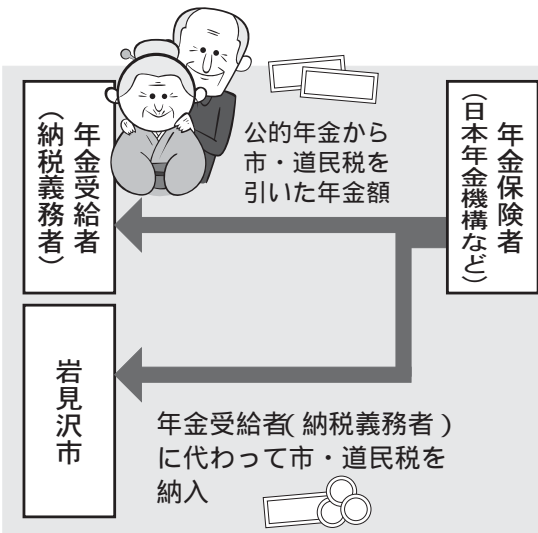 年金受給者
（納税義務者）
公的年金から
市・道民税を
引いた年金額
年金保険者
（日本年金機構など）
岩見沢市
年金受給者（納税義務者）
に代わって市・道民税を
納入